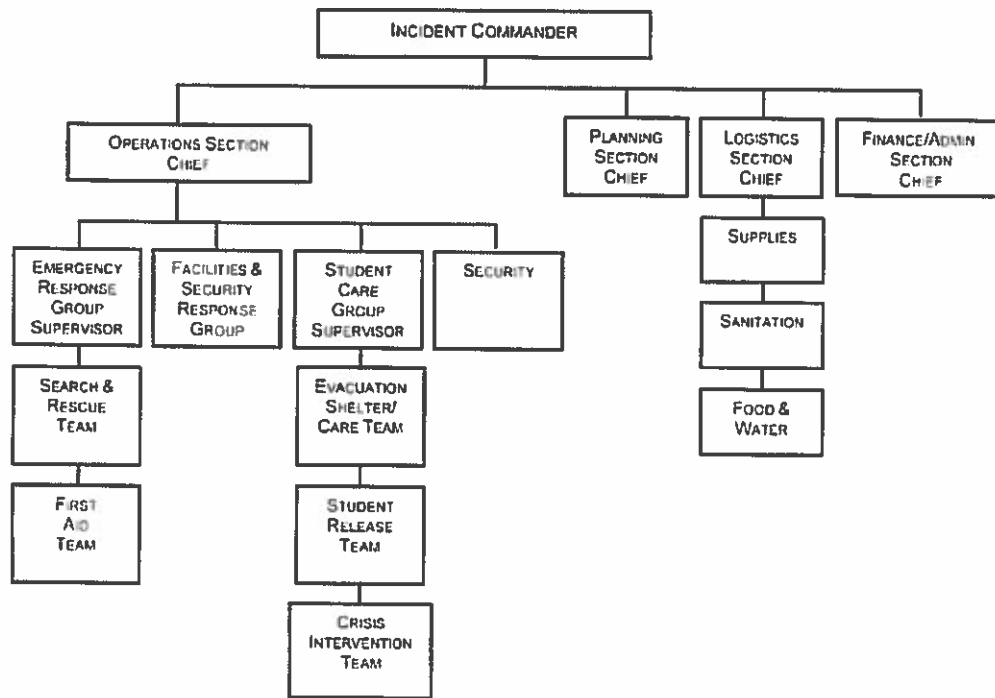 INCIDENT COMMANDER
OPERATIONS SECTION
CHIEF
PLANNING
SECTION
CHIEF
LOGISTICS
SECTION
CHIEF
FINANCE/ADMIN
SECTION
CHIEF
EMERGENCY
RESPONSE
GROUP
SUPERVISOR
FACILITIES &
SECURITY
RESPONSE
GROUP
STUDENT
CARE
GROUP
SUPERVISOR
SECURITY
SUPPLIES
SANITATION
FOOD &
WATER
SEARCH &
RESCUE
TEAM
EVACUATION
SHELTER/
CARE TEAM
FIRST
AID
TEAM
STUDENT
RELEASE
TEAM
CRISIS
INTERVENTION
TEAM